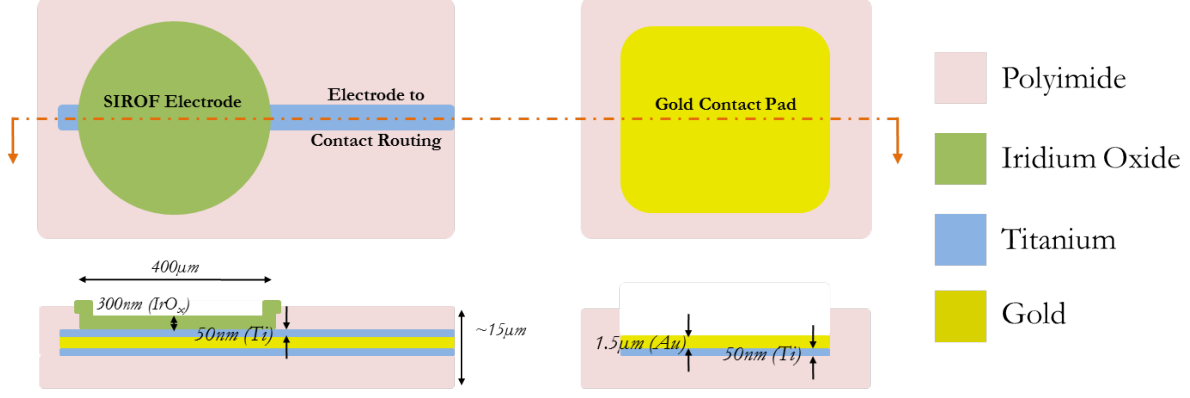 SIROF Electrode
Electrode to
Contact Routing
Gold Contact Pad
Polyimide
Iridium Oxide
Titanium
Gold
400μm
300nm (IrOₓ)
50nm (Ti)
~15μm
1.5μm (Au)
50nm (Ti)